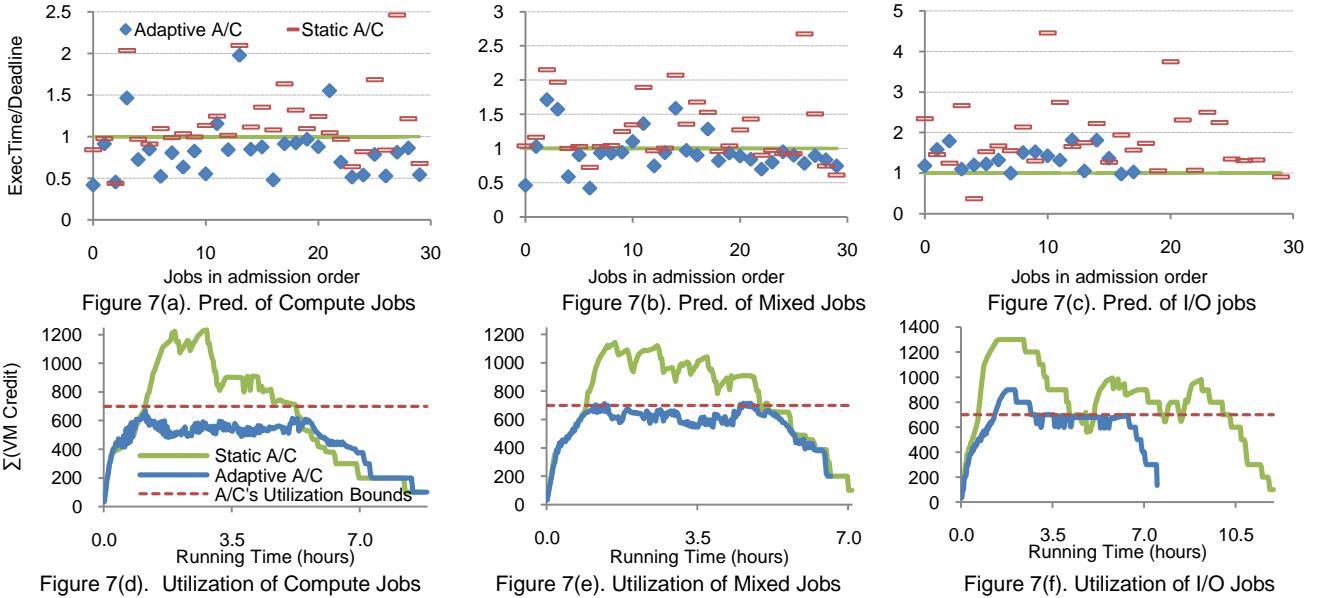 ExecTime/Deadline
2.5
2
1.5
1
0.5
0
Adaptive A/C
Static A/C
0 10 20 30
Jobs in admission order
Figure 7(a). Pred. of Compute Jobs
3
2.5
2
1.5
1
0.5
0
0 10 20 30
Jobs in admission order
Figure 7(b). Pred. of Mixed Jobs
5
4
3
2
1
0
0 10 20 30
Jobs in admission order
Figure 7(c). Pred. of I/O jobs
∑(VM Credit)
1200
1000
800
600
400
200
0
Static A/C
Adaptive A/C
A/C's Utilization Bounds
0.0 3.5 7.0
Running Time (hours)
Figure 7(d). Utilization of Compute Jobs
1200
1000
800
600
400
200
0
0.0 3.5 7.0
Running Time (hours)
Figure 7(e). Utilization of Mixed Jobs
1400
1200
1000
800
600
400
200
0
0.0 3.5 7.0 10.5
Running Time (hours)
Figure 7(f). Utilization of I/O Jobs